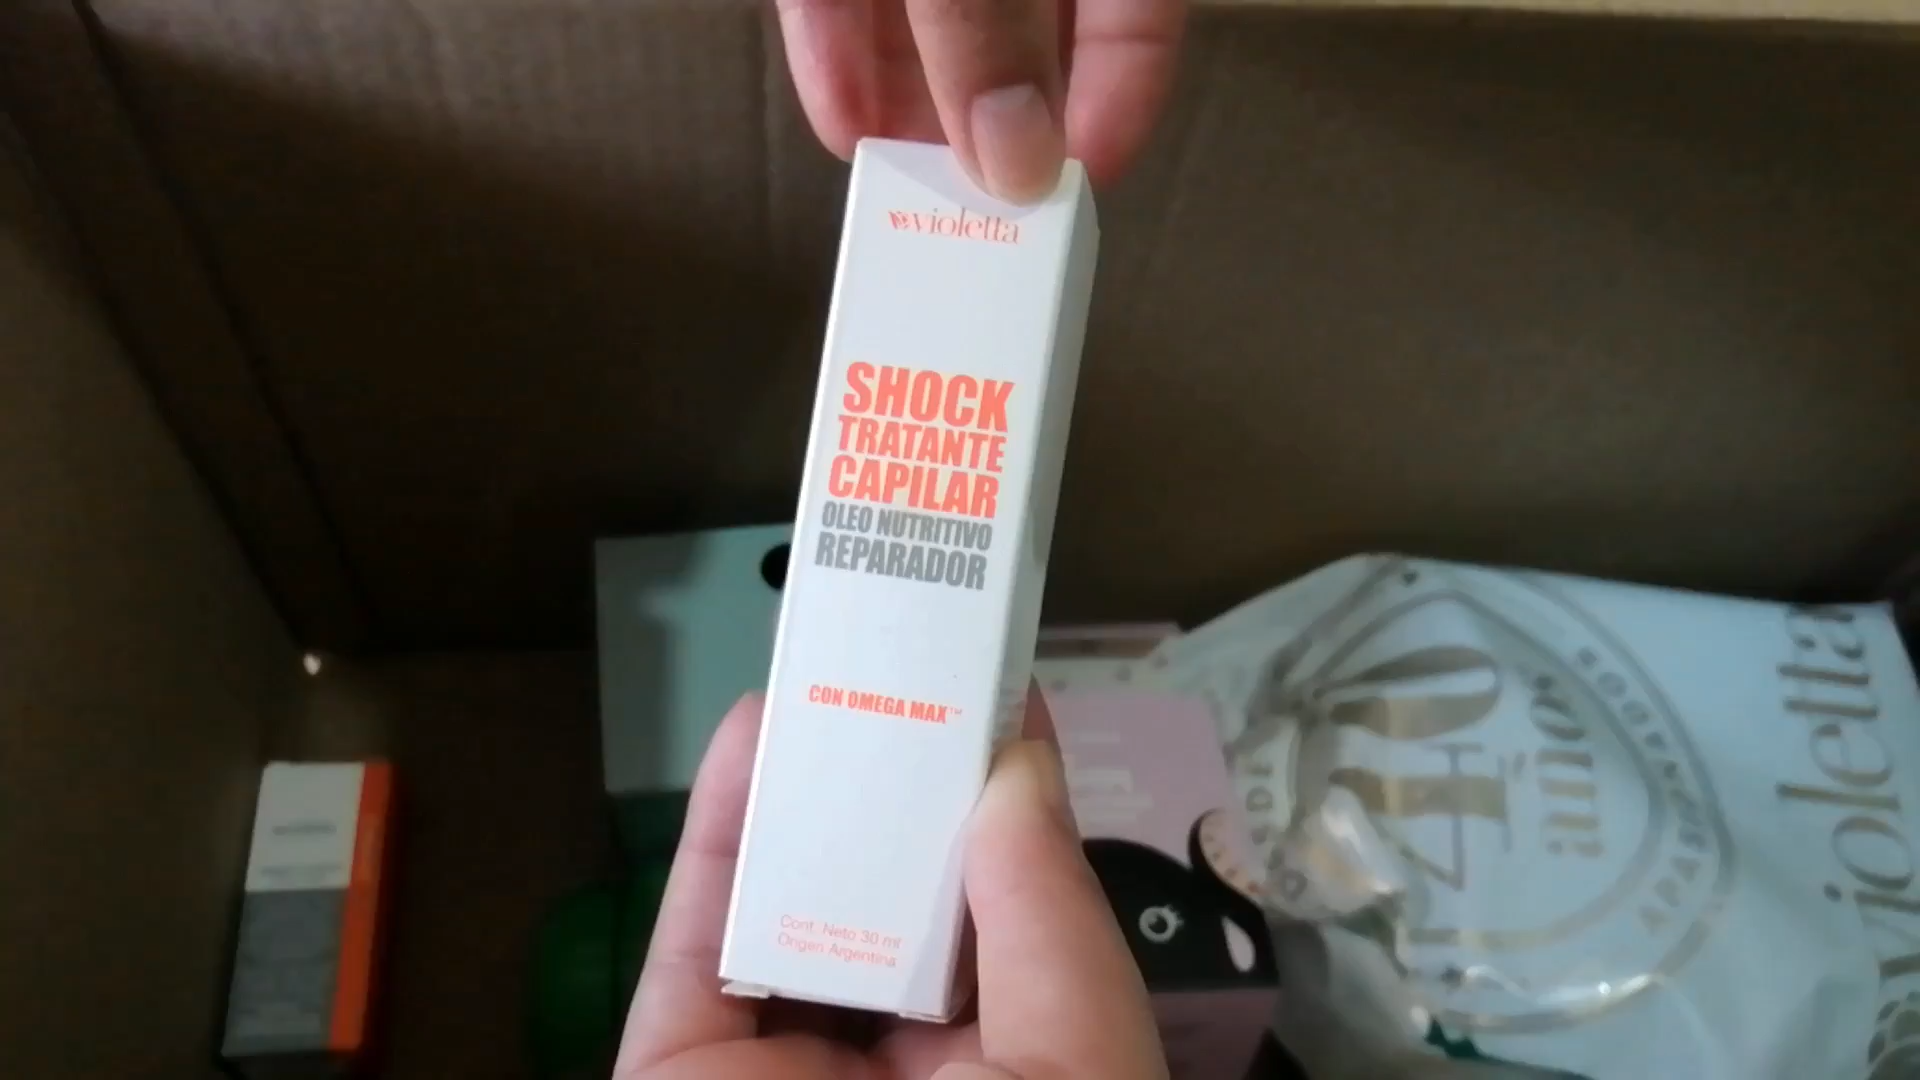 violetta
SHOCK
TRATANTE
CAPILAR
OLEO NUTRITIVO
REPARADOR
CON OMEGA MAX™
Cont. Neto 30 ml
Origen Argentina
40
años
violetta
violetta